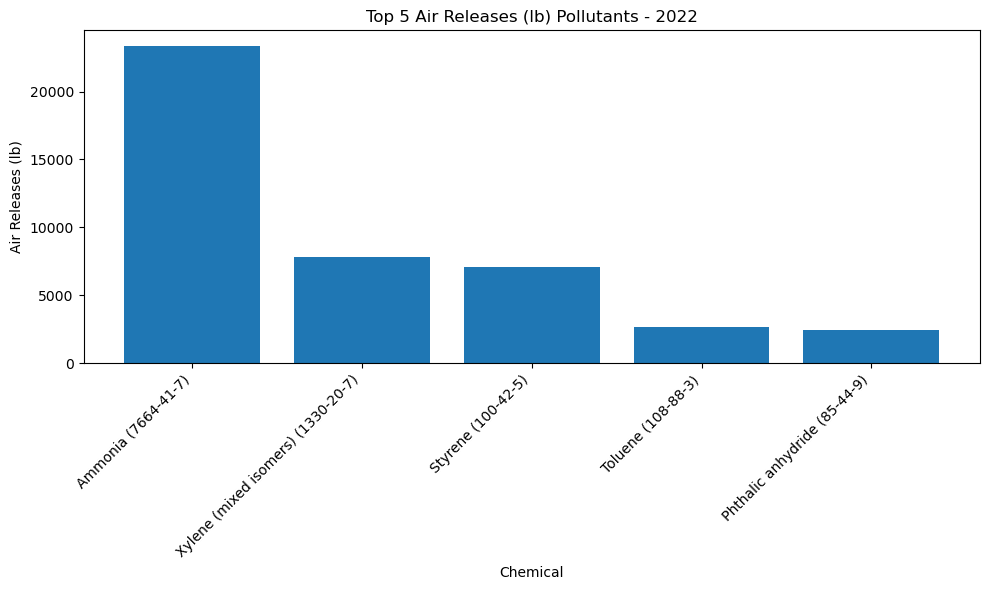 Top 5 Air Releases (lb) Pollutants - 2022
Air Releases (lb)
20000
15000
10000
5000
0
Ammonia (7664-41-7)
Xylene (mixed isomers) (1330-20-7)
Styrene (100-42-5)
Toluene (108-88-3)
Phthalic anhydride (85-44-9)
Chemical